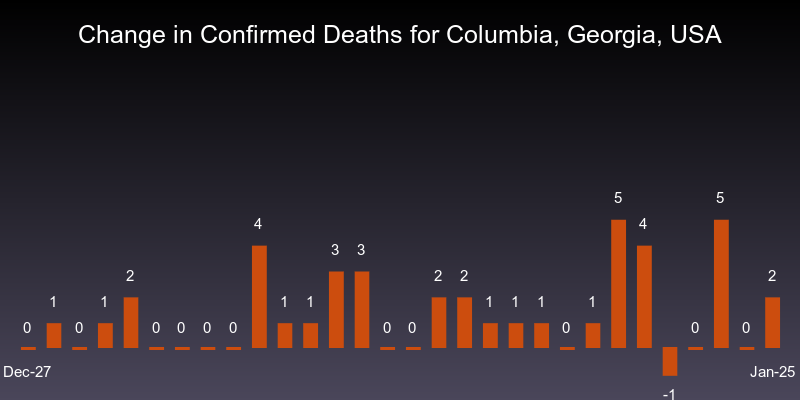 Change in Confirmed Deaths for Columbia, Georgia, USA
0 1 0 1 2 0 0 0 0 4 1 1 3 3 0 0 2 2 1 1 1 0 1 5 4 -1 0 5 0 2
Dec-27 Jan-25